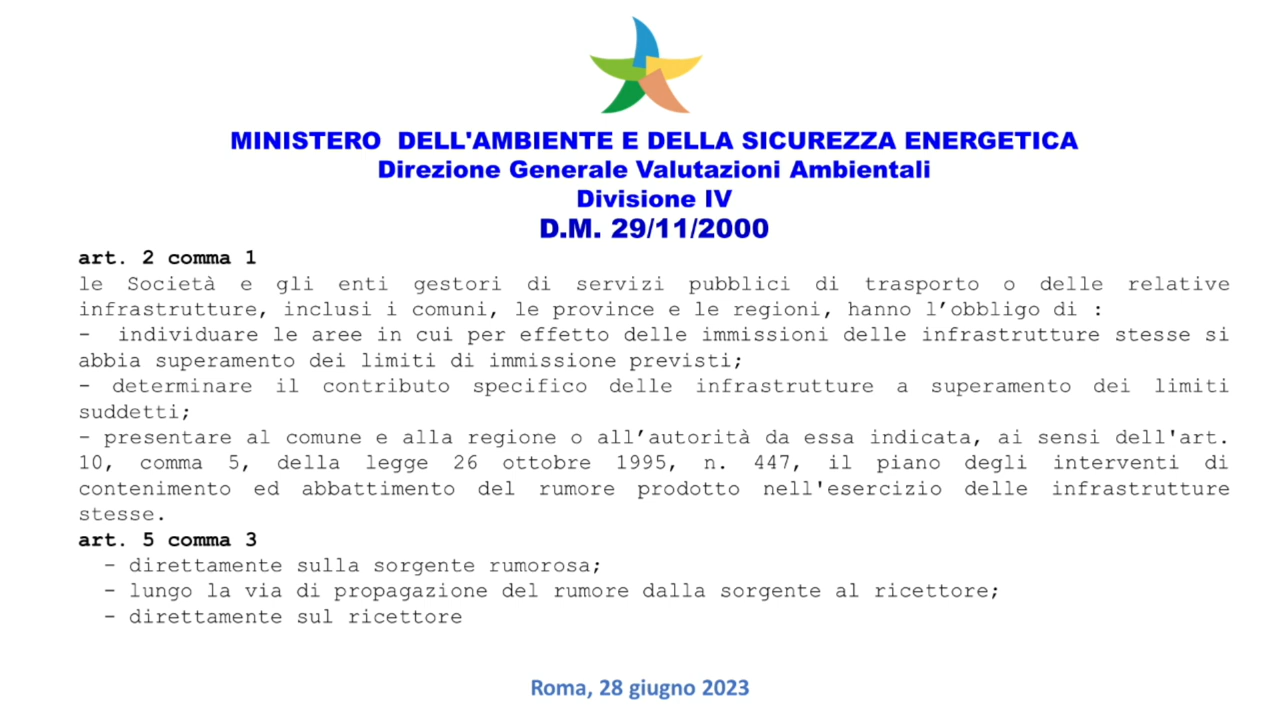 MINISTERO DELL'AMBIENTE E DELLA SICUREZZA ENERGETICA
Direzione Generale Valutazioni Ambientali
Divisione IV
D.M. 29/11/2000
art. 2 comma 1
le Società e gli enti gestori di servizi pubblici di trasporto o delle relative
infrastrutture, inclusi i comuni, le province e le regioni, hanno l’obbligo di :
- individuare le aree in cui per effetto delle immissioni delle infrastrutture stesse si
abbia superamento dei limiti di immissione previsti;
- determinare il contributo specifico delle infrastrutture a superamento dei limiti
suddetti;
- presentare al comune e alla regione o all’autorità da essa indicata, ai sensi dell'art.
10, comma 5, della legge 26 ottobre 1995, n. 447, il piano degli interventi di
contenimento ed abbattimento del rumore prodotto nell'esercizio delle infrastrutture
stesse.
art. 5 comma 3
- direttamente sulla sorgente rumorosa;
- lungo la via di propagazione del rumore dalla sorgente al ricettore;
- direttamente sul ricettore
Roma, 28 giugno 2023